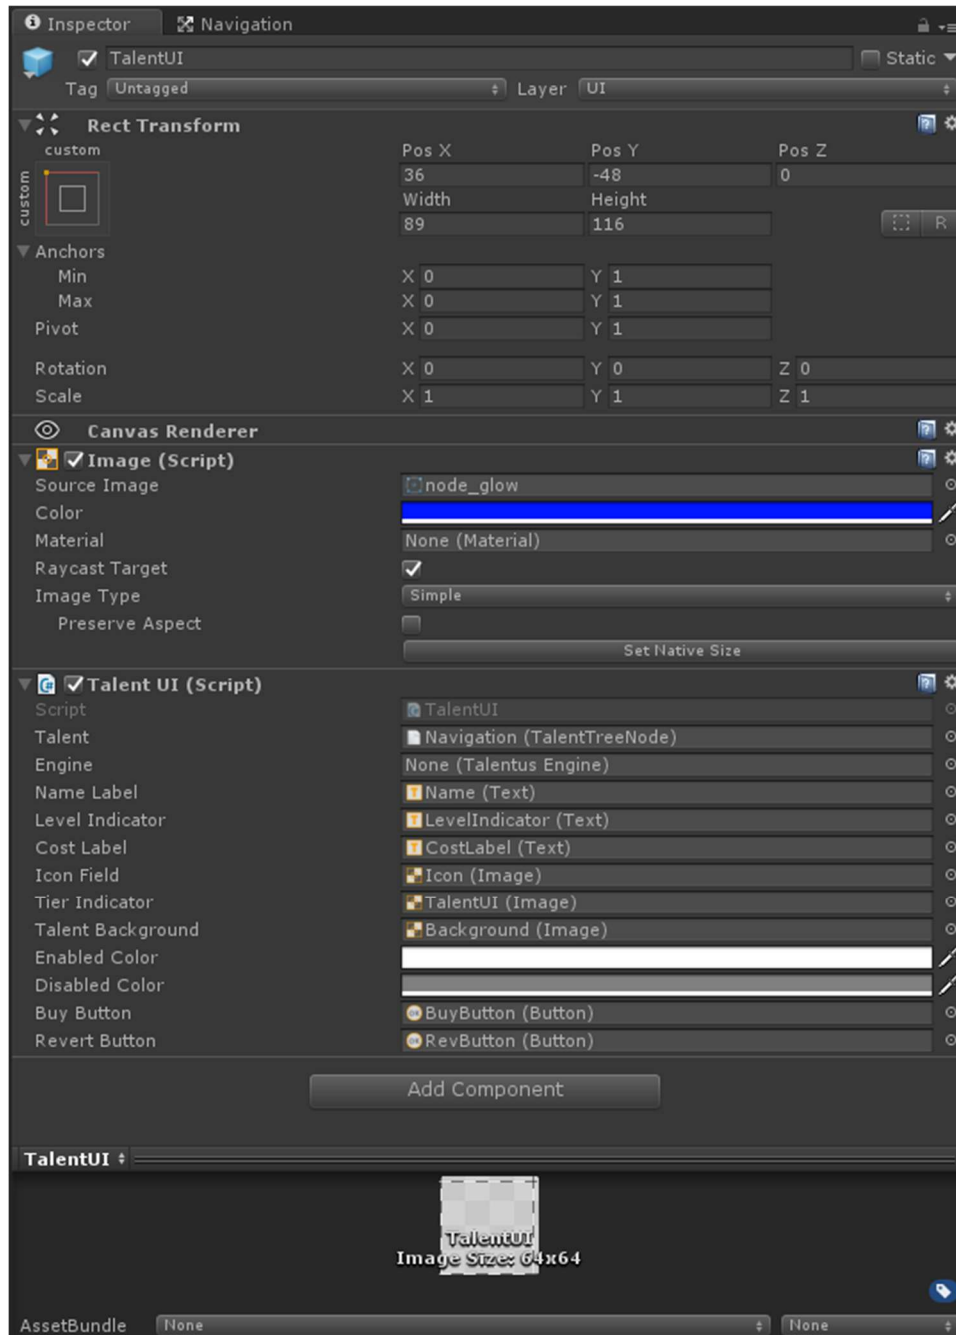 Inspector Navigation
TalentUI Static
Tag Untagged Layer UI
Rect Transform
custom Pos X Pos Y Pos Z
custom
36 -48 0
Width Height
89 116 R
Anchors
Min X 0 Y 1
Max X 0 Y 1
Pivot X 0 Y 1
Rotation X 0 Y 0 Z 0
Scale X 1 Y 1 Z 1
Canvas Renderer
Image (Script)
Source Image node_glow
Color
Material None (Material)
Raycast Target
Image Type Simple
Preserve Aspect
Set Native Size
Talent UI (Script)
Script TalentUI
Talent Navigation (TalentTreeNode)
Engine None (Talentus Engine)
Name Label Name (Text)
Level Indicator LevelIndicator (Text)
Cost Label CostLabel (Text)
Icon Field Icon (Image)
Tier Indicator TalentUI (Image)
Talent Background Background (Image)
Enabled Color
Disabled Color
Buy Button BuyButton (Button)
Revert Button RevButton (Button)
Add Component
TalentUI
TalentUI
Image Size: 64x64
AssetBundle None None